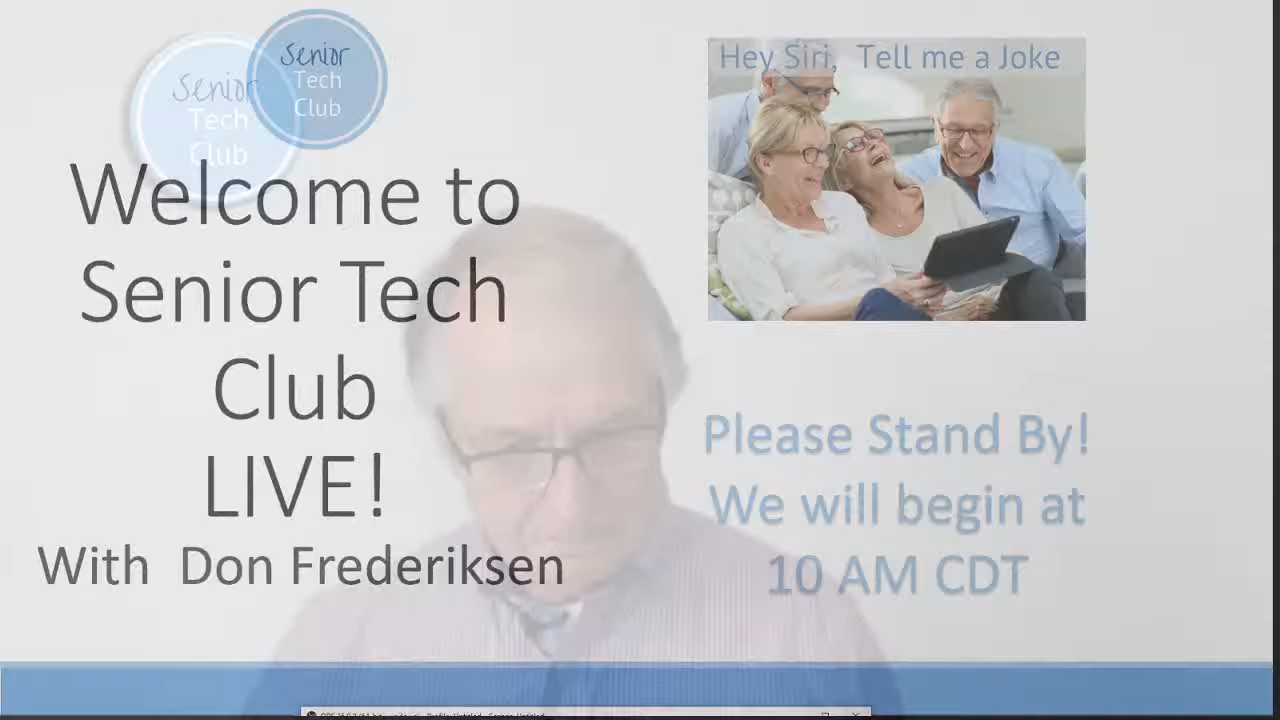 Senior
Tech
Club
Senior
Tech
Club
Welcome to
Senior Tech
Club
LIVE!
With Don Frederiksen
Hey Siri, Tell me a Joke
Please Stand By!
We will begin at
10 AM CDT